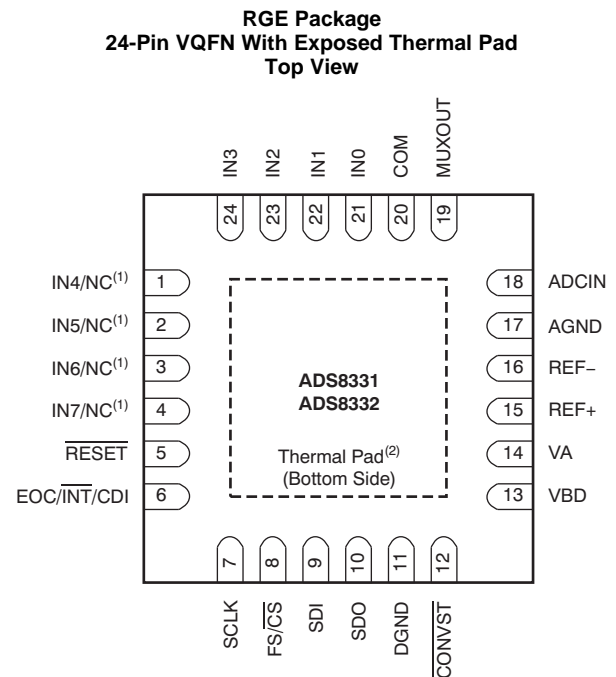 RGE Package
24-Pin VQFN With Exposed Thermal Pad
Top View
IN3
IN2
IN1
IN0
COM
MUXOUT
24
23
22
21
20
19
IN4/NC(1)
1
18
ADCIN
IN5/NC(1)
2
17
AGND
IN6/NC(1)
3
16
REF−
IN7/NC(1)
4
15
REF+
RESET
5
14
VA
EOC/INT/CDI
6
13
VBD
ADS8331
ADS8332
Thermal Pad(2)
(Bottom Side)
7
8
9
10
11
12
SCLK
FS/CS
SDI
SDO
DGND
CONVST